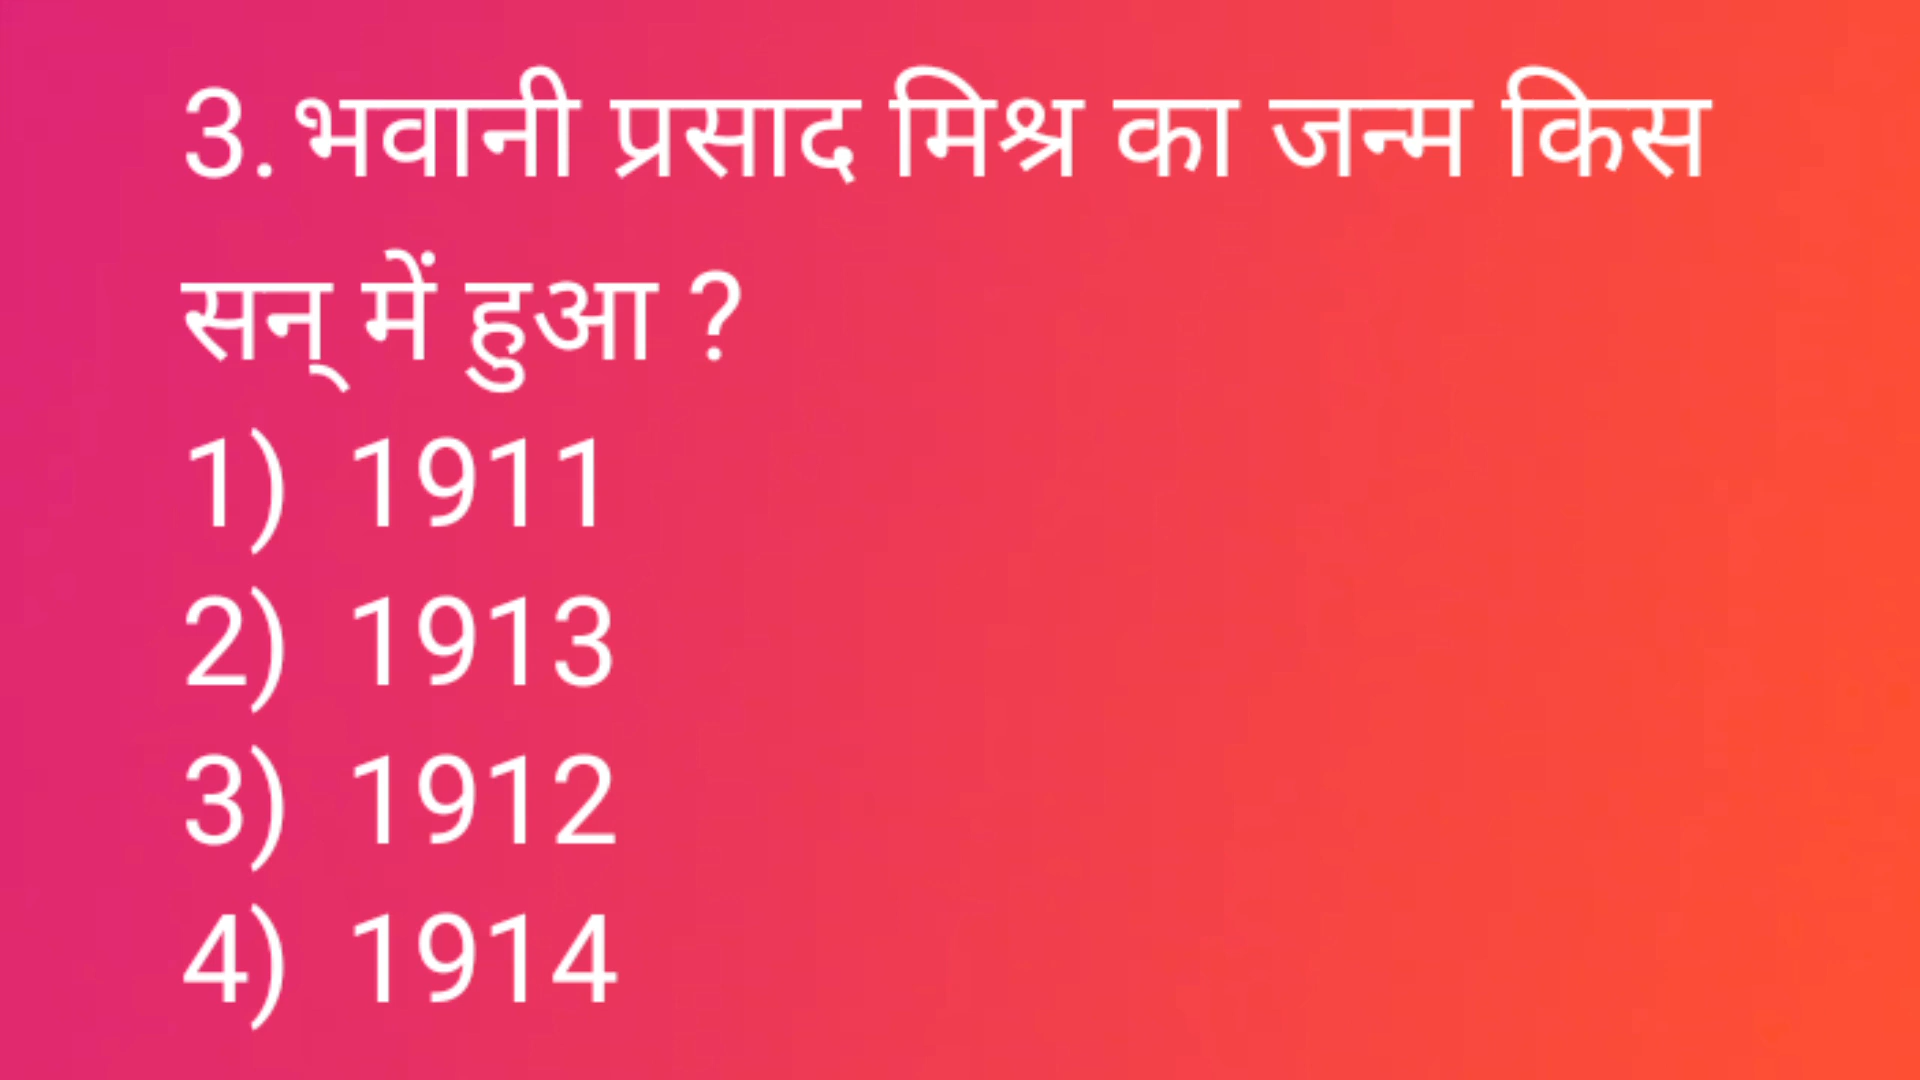 3. भवानी प्रसाद मिश्र का जन्म किस
सन् में हुआ ?
1) 1911
2) 1913
3) 1912
4) 1914